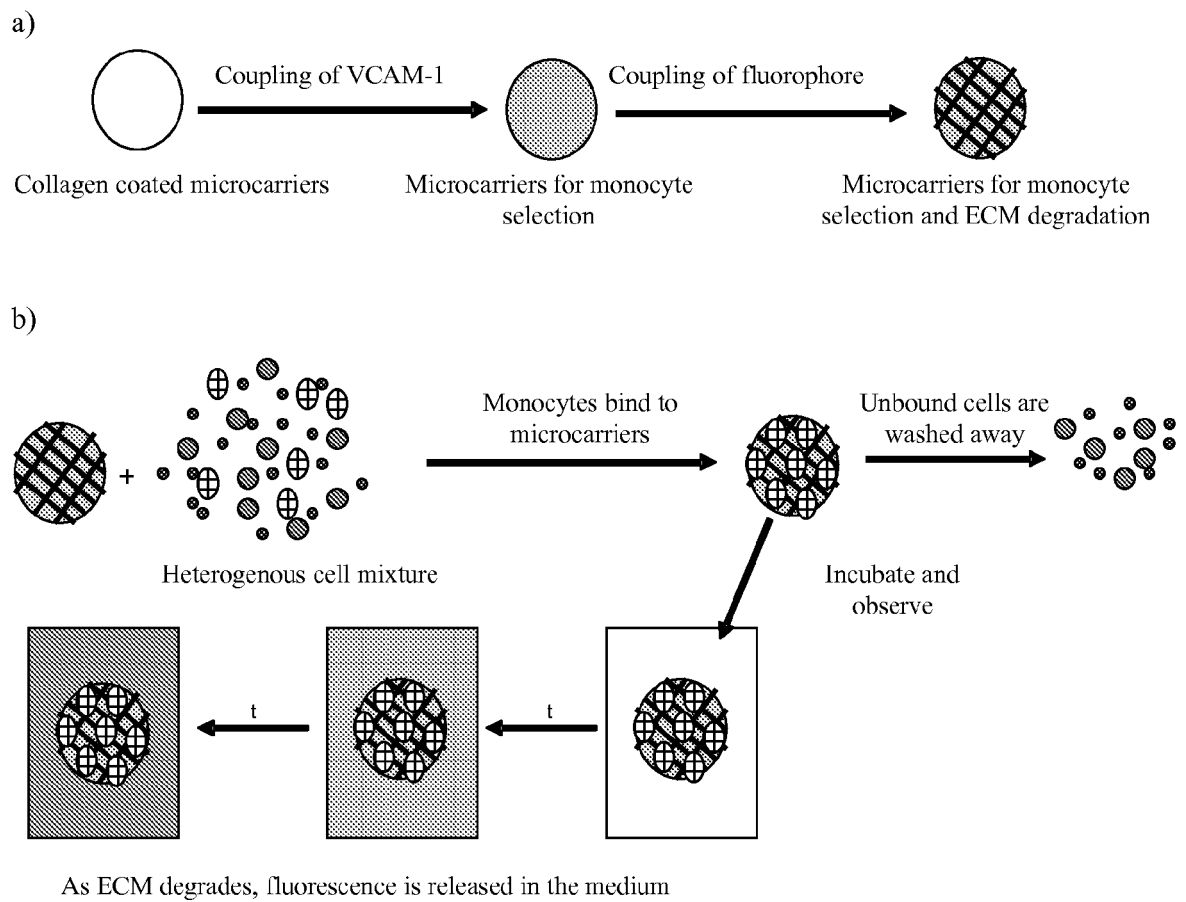 a)
Coupling of VCAM-1
Coupling of fluorophore
Collagen coated microcarriers
Microcarriers for monocyte
selection
Microcarriers for monocyte
selection and ECM degradation
b)
Monocytes bind to
microcarriers
Unbound cells are
washed away
+
Heterogenous cell mixture
Incubate and
observe
t
t
As ECM degrades, fluorescence is released in the medium